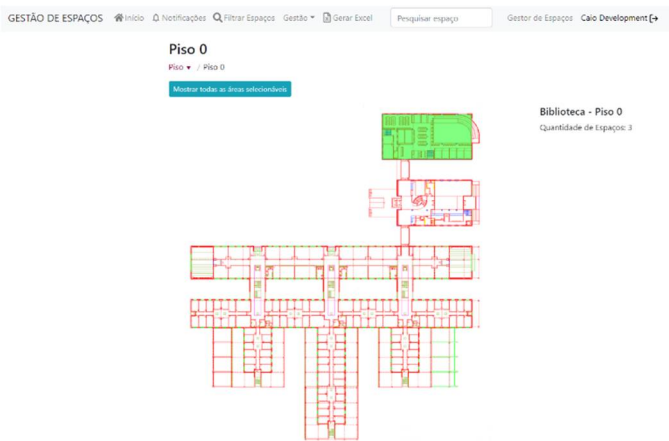 GESTÃO DE ESPAÇOS Início Notificações Filtrar Espaços Gestão Gerar Excel Pesquisar espaço Gestor de Espaços Caio Development
Piso 0
Piso / Piso 0
Mostrar todas as áreas selecionáveis
Biblioteca - Piso 0
Quantidade de Espaços: 3